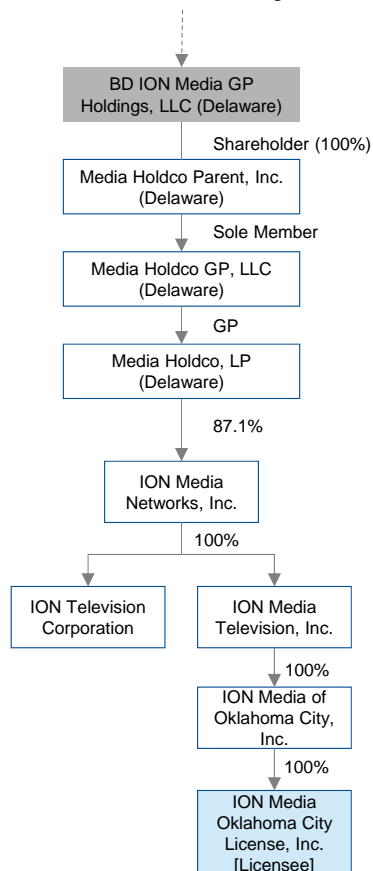 BD ION Media GP
Holdings, LLC (Delaware)
Shareholder (100%)
Media Holdco Parent, Inc.
(Delaware)
Sole Member
Media Holdco GP, LLC
(Delaware)
GP
Media Holdco, LP
(Delaware)
87.1%
ION Media
Networks, Inc.
100%
ION Television
Corporation
ION Media
Television, Inc.
100%
ION Media of
Oklahoma City,
Inc.
100%
ION Media
Oklahoma City
License, Inc.
[Licensee]